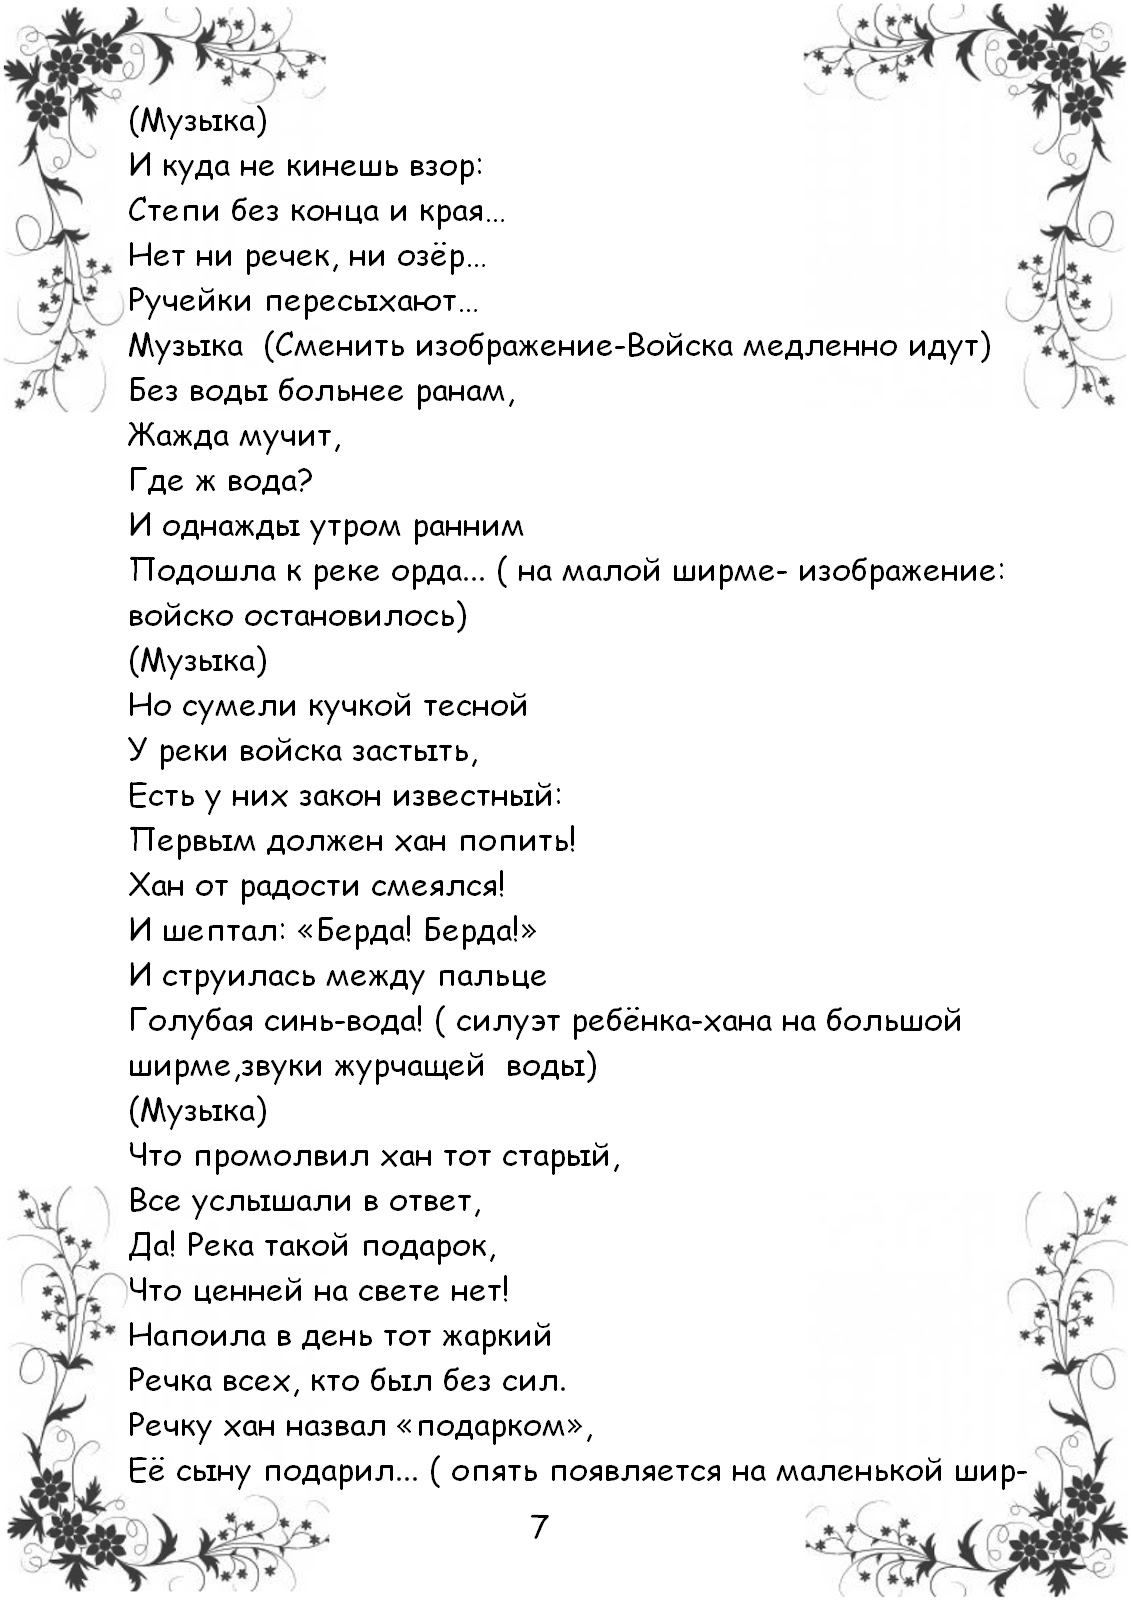 (Музыка)
И куда не кинешь взор:
Степи без конца и края...
Нет ни речек, ни озёр...
Ручейки пересыхают...
Музыка  (Сменить изображение-Войска медленно идут)
Без воды больнее ранам,
Жажда мучит,
Где ж вода?
И однажды утром ранним
Подошла к реке орда... ( на малой ширме- изображение:
войско остановилось)
(Музыка)
Но сумели кучкой тесной
У реки войска застыть,
Есть у них закон известный:
Первым должен хан попить!
Хан от радости смеялся!
И шептал: «Берда! Берда!»
И струилась между пальце
Голубая синь-вода! ( силуэт ребёнка-хана на большой
ширме,звуки журчащей  воды)
(Музыка)
Что промолвил хан тот старый,
Все услышали в ответ,
Да! Река такой подарок,
Что ценней на свете нет!
Напоила в день тот жаркий
Речка всех, кто был без сил.
Речку хан назвал «подарком»,
Её сыну подарил... ( опять появляется на маленькой шир-
7